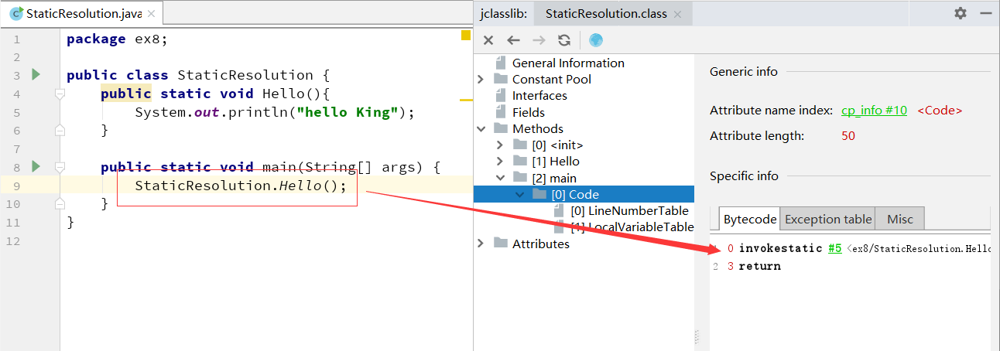 StaticResolution.java
1 package ex8;
2
3 public class StaticResolution {
4 public static void Hello(){
5 System.out.println("hello King");
6 }
7
8 public static void main(String[] args) {
9 StaticResolution.Hello();
10 }
11 }
12
jclasslib: StaticResolution.class
General Information
Constant Pool
Interfaces
Fields
Methods
[0] <init>
[1] Hello
[2] main
[0] Code
[0] LineNumberTable
[1] LocalVariableTable
Attributes
Generic info
Attribute name index: cp_info #10 <Code>
Attribute length: 50
Specific info
Bytecode Exception table Misc
1 0 invokestatic #5 <ex8/StaticResolution.Hello
2 3 return